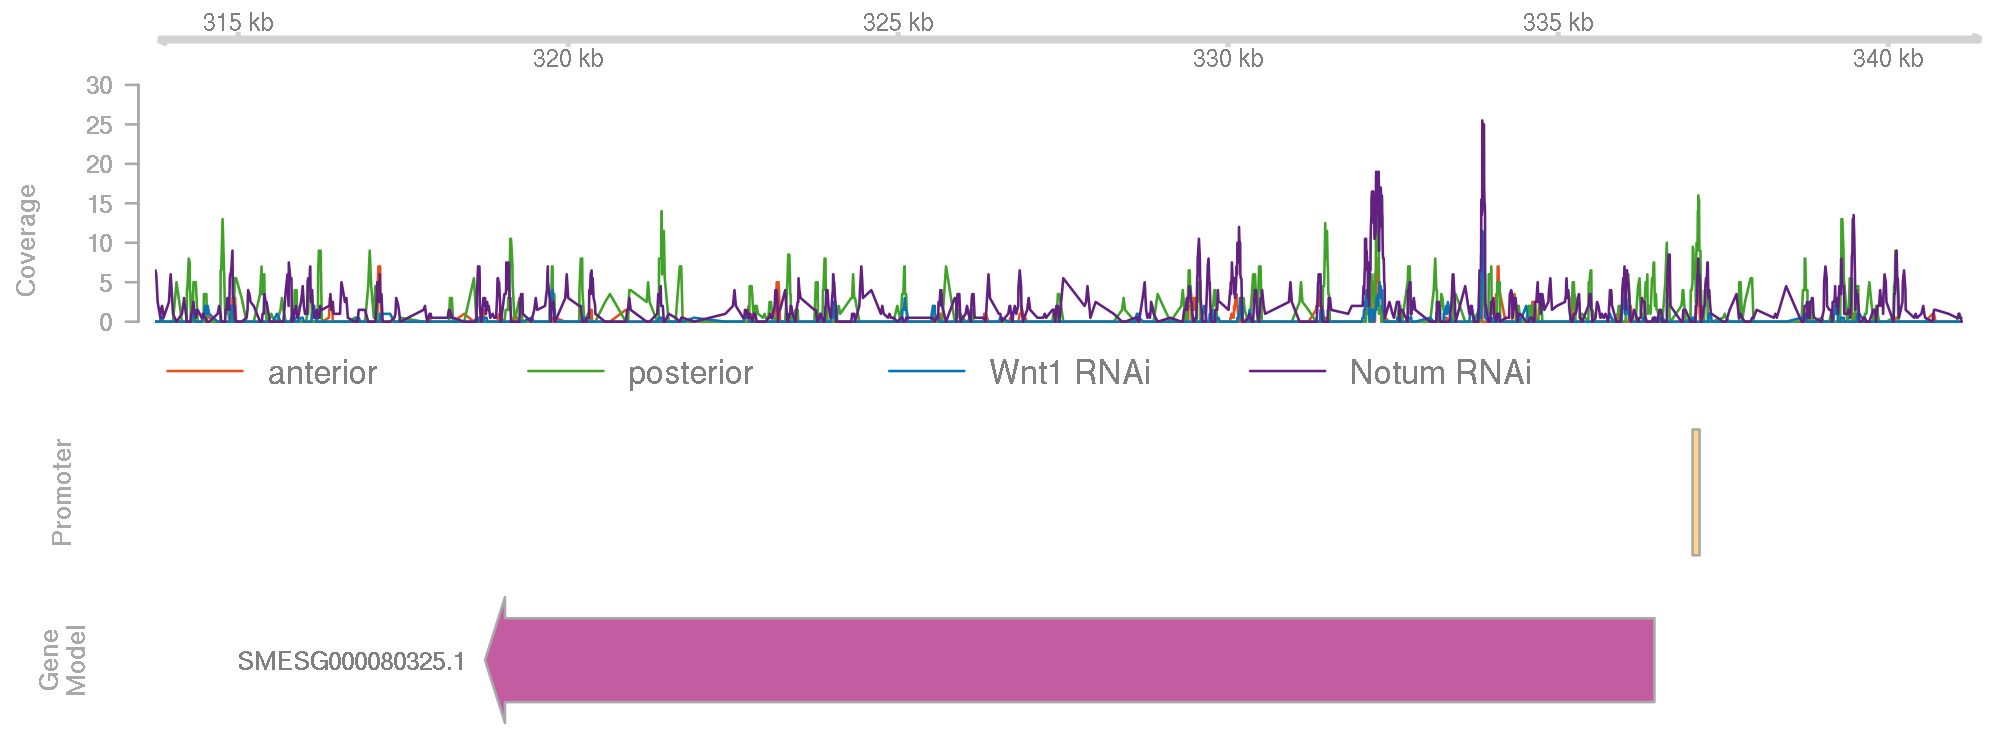 315 kb 325 kb 335 kb
320 kb 330 kb 340 kb
30
25
20
15
10
5
0
Coverage
anterior posterior Wnt1 RNAi Notum RNAi
Promoter
Gene
Model
SMESG000080325.1